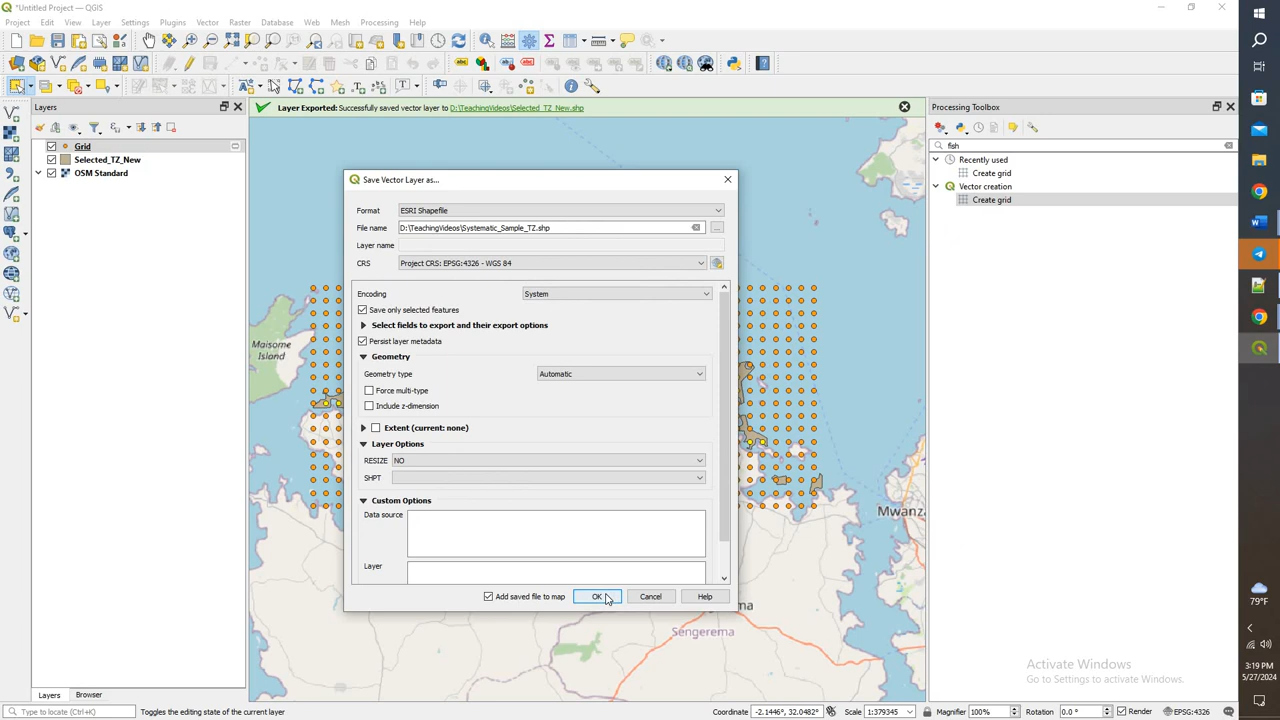 *Untitled Project — QGIS
Project Edit View Layer Settings Plugins Vector Raster Database Web Mesh Processing Help
Layers
Layer Exported: Successfully saved vector layer to D:\TeachingVideos\Selected_TZ_New.shp
Processing Toolbox
Grid
Selected_TZ_New
OSM Standard
fish
Recently used
Create grid
Vector creation
Create grid
Save Vector Layer as...
Format ESRI Shapefile
File name D:\TeachingVideos\Systematic_Sample_TZ.shp
Layer name
CRS Project CRS: EPSG:4326 - WGS 84
Encoding System
Save only selected features
Select fields to export and their export options
Persist layer metadata
Geometry
Geometry type Automatic
Force multi-type
Include z-dimension
Extent (current: none)
Layer Options
RESIZE NO
SHPT
Custom Options
Data source
Layer
Add saved file to map OK Cancel Help
Maisome
Island
Mwanz
erema
Sengerema
Activate Windows
Go to Settings to activate Windows.
79°F
3:19 PM
5/27/2024
Layers Browser
Type to locate (Ctrl+K) Toggles the editing state of the current layer Coordinate -2.1446°, 32.0482° Scale 1:379345 Magnifier 100% Rotation 0.0 ° Render EPSG:4326